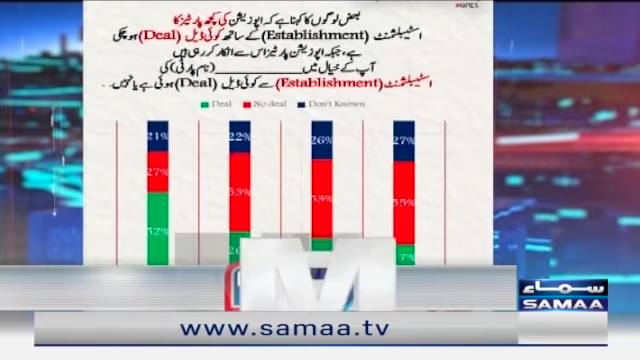 #GPES
بعض لوگوں کا کہنا ہے کہ اپوزیشن کی کچھ پارٹیز کا
اسٹیبلشمنٹ (Establishment) کے ساتھ کوئی ڈیل (Deal) ہو چکی
ہے، جبکہ اپوزیشن پارٹیز اس سے انکار کر رہی ہیں
آپ کے خیال میں __________ (نام پارٹی) کی
اسٹیبلشمنٹ (Establishment) سے کوئی ڈیل (Deal) ہوئی ہے یا نہیں۔
Deal No deal Don't Known
21% 22% 26% 27%
27% 53% 53% 55%
52%
سماء
SAMAA
www.samaa.tv